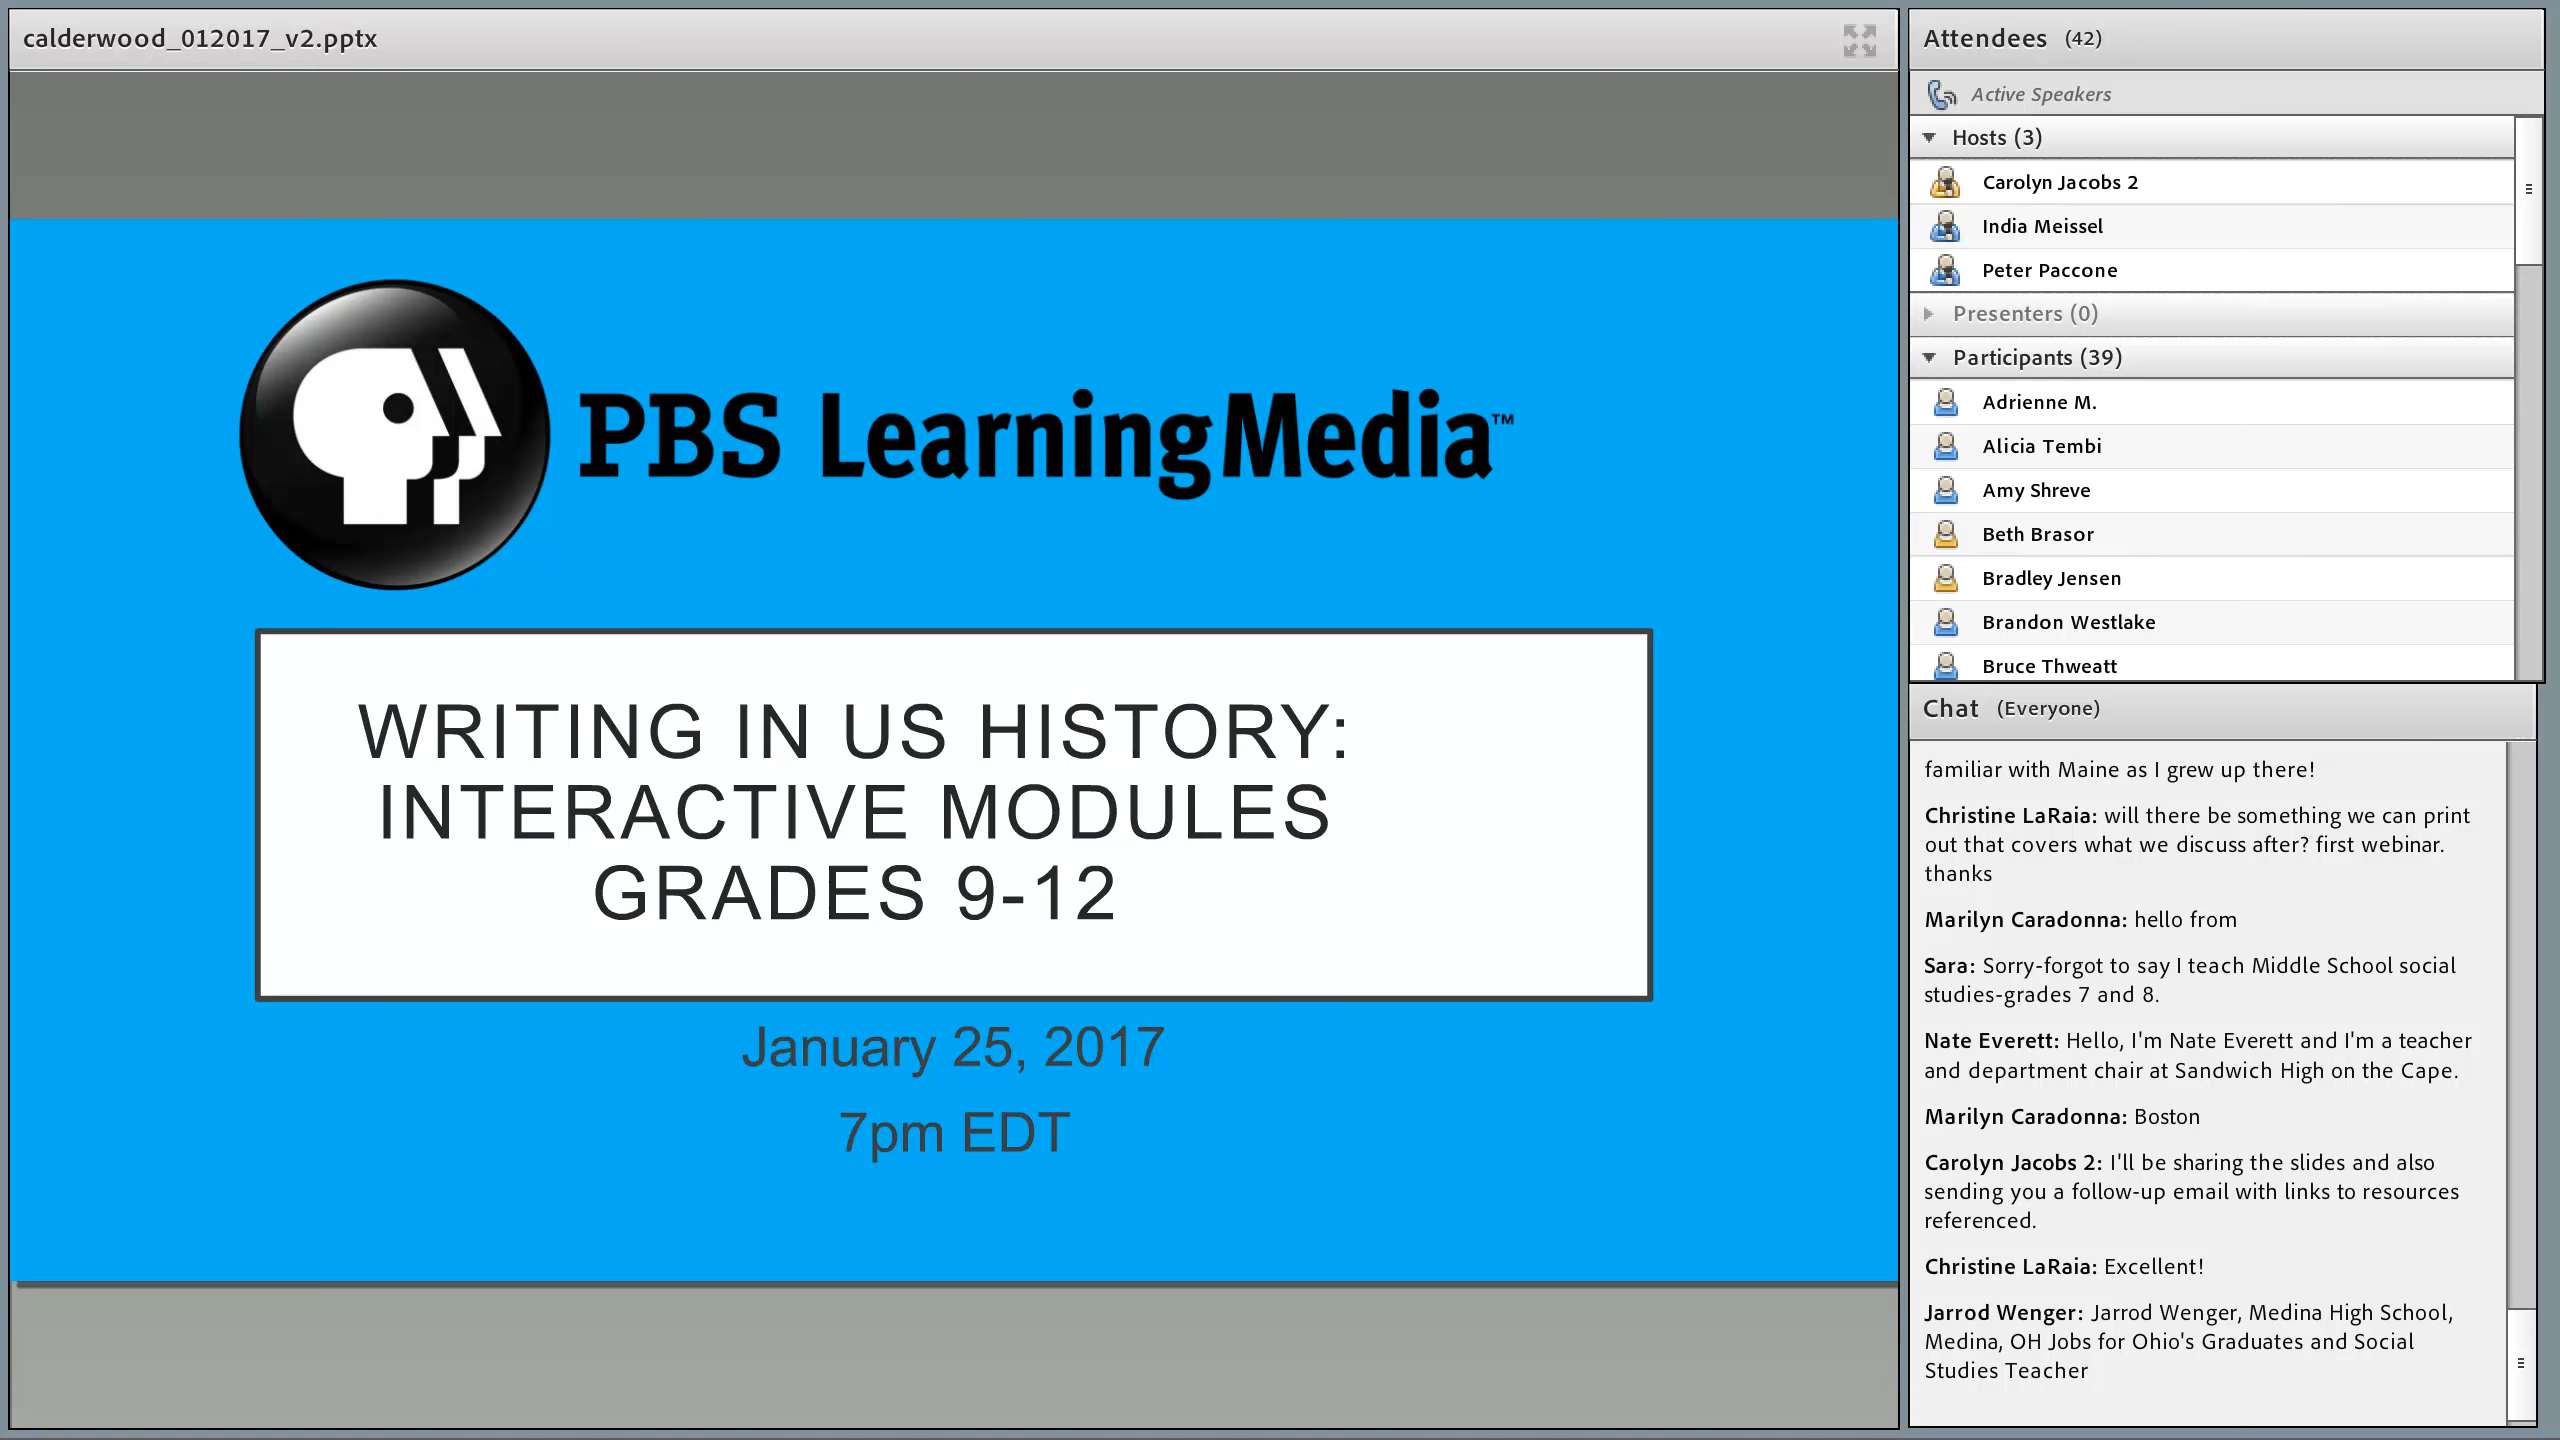 calderwood_012017_v2.pptx
PBS LearningMedia™
WRITING IN US HISTORY:
INTERACTIVE MODULES
GRADES 9-12
January 25, 2017
7pm EDT
Attendees (42)
Active Speakers
Hosts (3)
Carolyn Jacobs 2
India Meissel
Peter Paccone
Presenters (0)
Participants (39)
Adrienne M.
Alicia Tembi
Amy Shreve
Beth Brasor
Bradley Jensen
Brandon Westlake
Bruce Thweatt
Chat (Everyone)
familiar with Maine as I grew up there!
Christine LaRaia: will there be something we can print
out that covers what we discuss after? first webinar.
thanks
Marilyn Caradonna: hello from
Sara: Sorry-forgot to say I teach Middle School social
studies-grades 7 and 8.
Nate Everett: Hello, I'm Nate Everett and I'm a teacher
and department chair at Sandwich High on the Cape.
Marilyn Caradonna: Boston
Carolyn Jacobs 2: I'll be sharing the slides and also
sending you a follow-up email with links to resources
referenced.
Christine LaRaia: Excellent!
Jarrod Wenger: Jarrod Wenger, Medina High School,
Medina, OH Jobs for Ohio's Graduates and Social
Studies Teacher